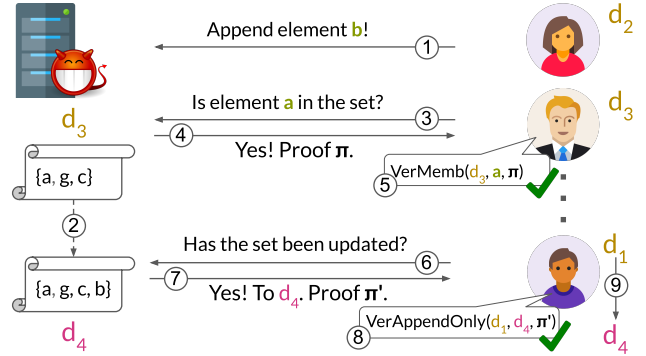 Append element b!
1
d2
Is element a in the set?
3
d3
d3
4
Yes! Proof π.
{a, g, c}
VerMemb(d3, a, π)
5
2
Has the set been updated?
6
d1
7
Yes! To d4. Proof π'.
9
{a, g, c, b}
VerAppendOnly(d1, d4, π')
8
d4
d4